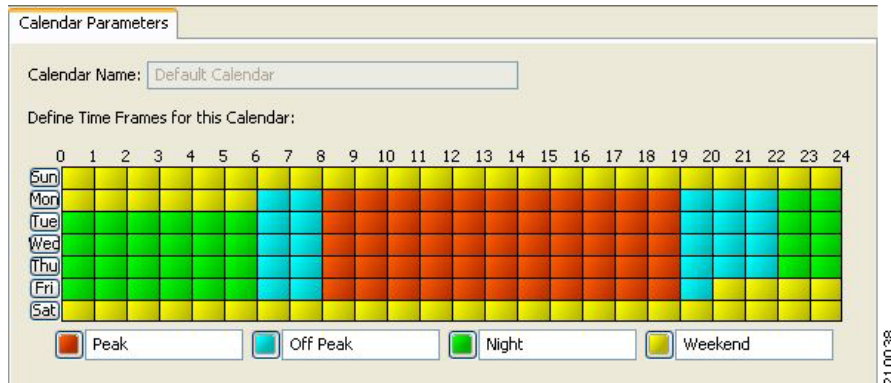 Calendar Parameters
Calendar Name: Default Calendar
Define Time Frames for this Calendar:
0 1 2 3 4 5 6 7 8 9 10 11 12 13 14 15 16 17 18 19 20 21 22 23 24
Sun
Mon
Tue
Wed
Thu
Fri
Sat
Peak Off Peak Night Weekend
210038